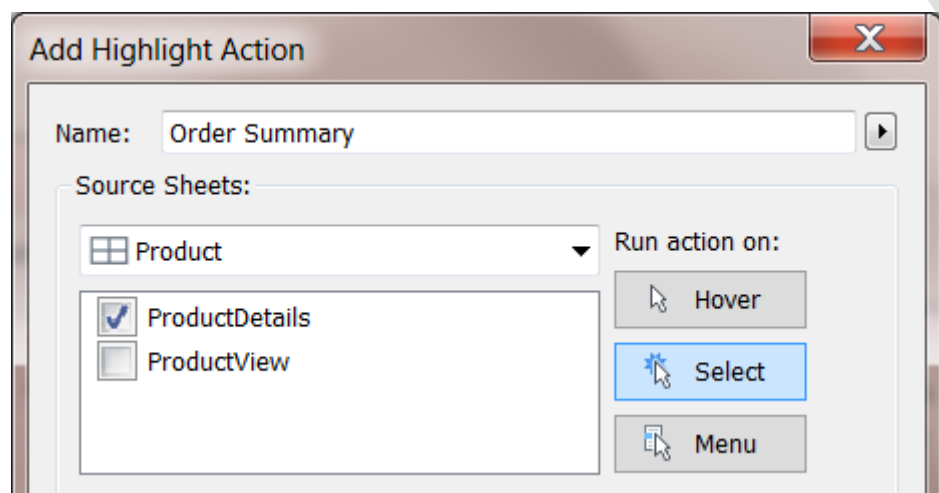 Add Highlight Action
Name: Order Summary
Source Sheets:
Product
Run action on:
ProductDetails
ProductView
Hover
Select
Menu